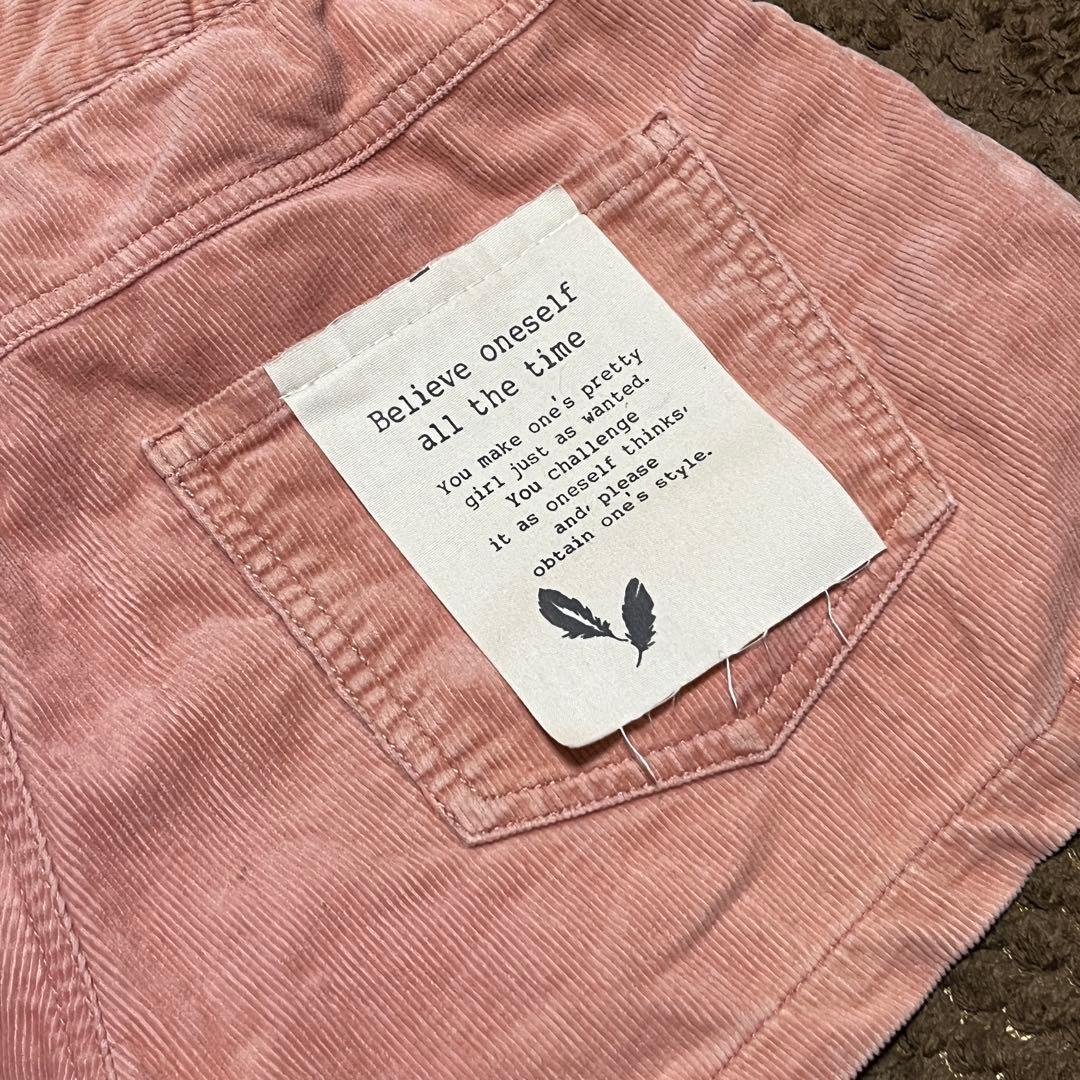 Believe oneself
all the time
You make one's pretty
girl just as wanted.
You challenge
it as oneself thinks,
and, please
obtain one's style.